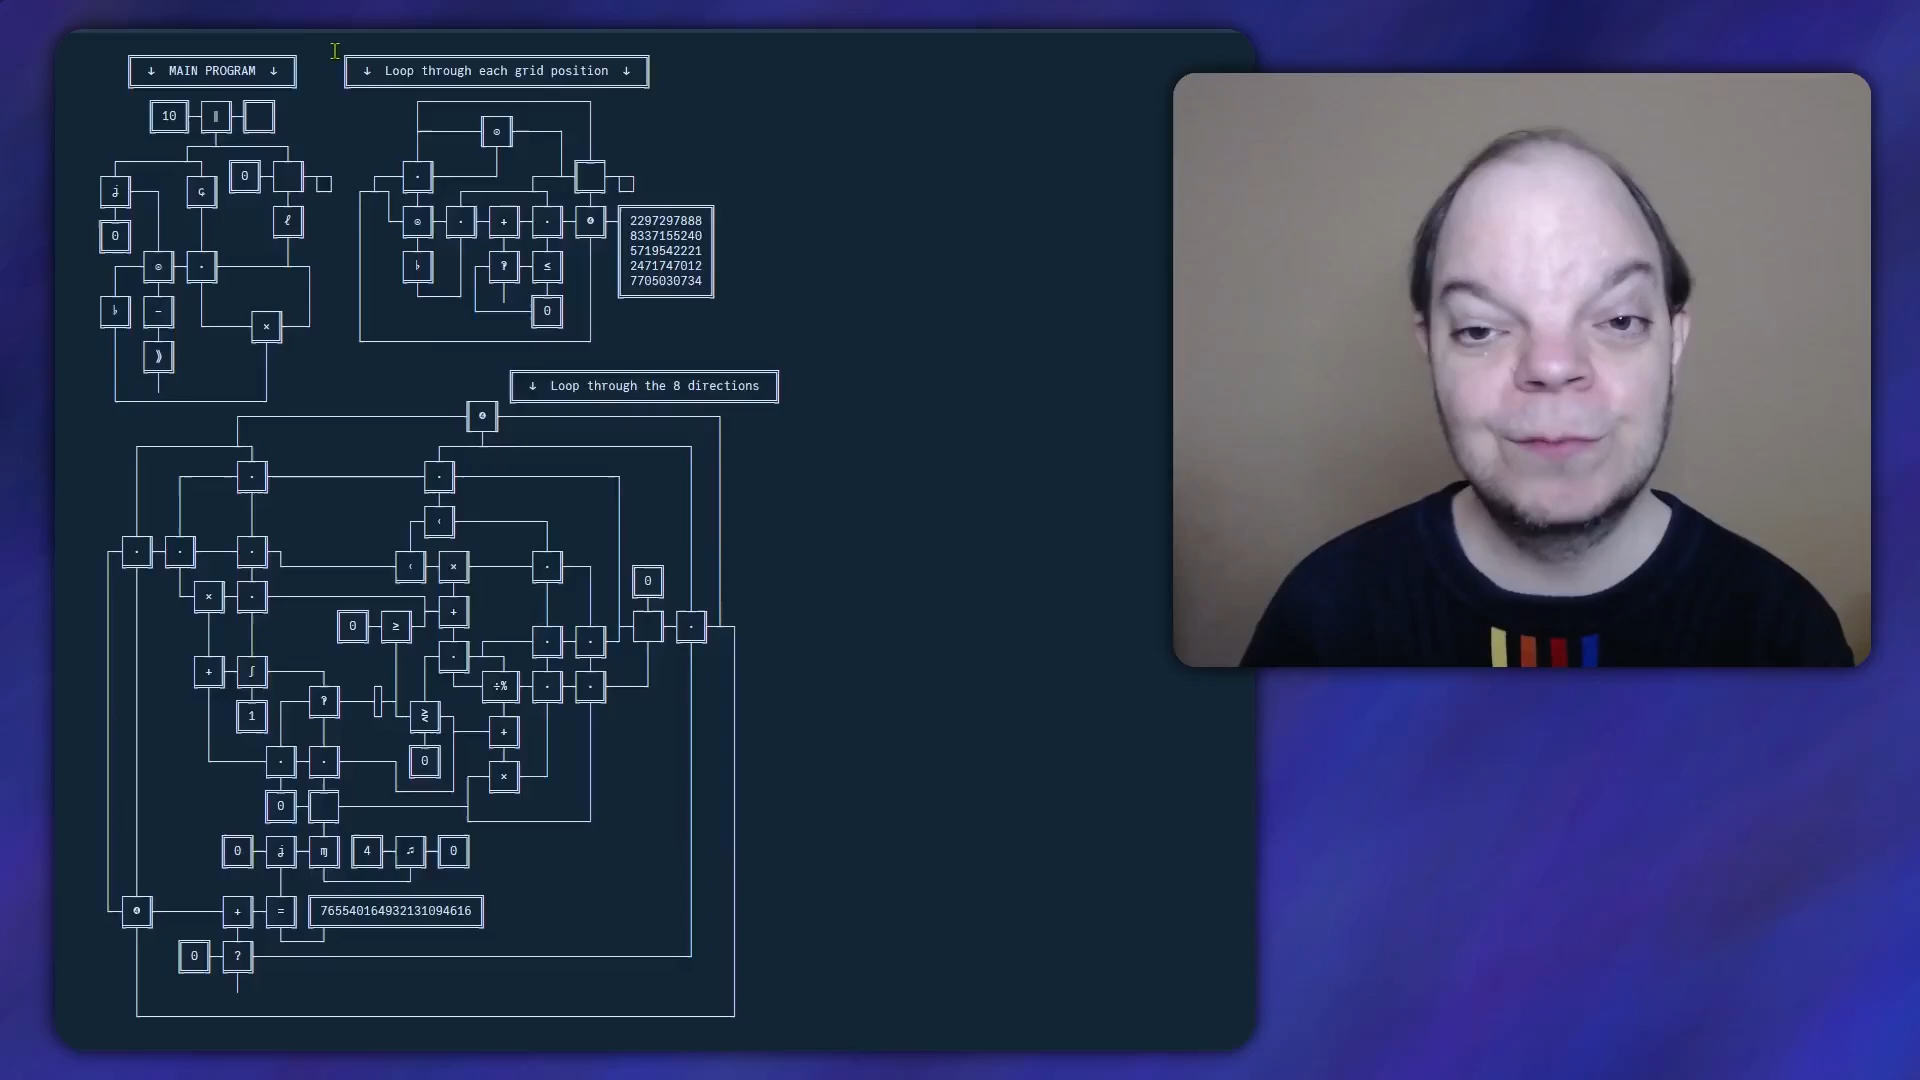 ↓ MAIN PROGRAM ↓
↓ Loop through each grid position ↓
10 ‖
⊙
0
ʝ ɕ
·
ℓ
⊙ · + ·
2297297888
8337155240
5719542221
2471747012
7705030734
0
⊙ ·
♭ ? ≤
♭ −
0
×
⟫
↓ Loop through the 8 directions ↓
· ·
‹
· · ·
‹ × ·
0
× ·
+
0 ≥
·
· ·
·
+ ʃ
÷% · ·
?
1
≷
+
· ·
0
×
0
0 ʝ ɱ 4 ♫ 0
+ = 765540164932131094616
0 ?